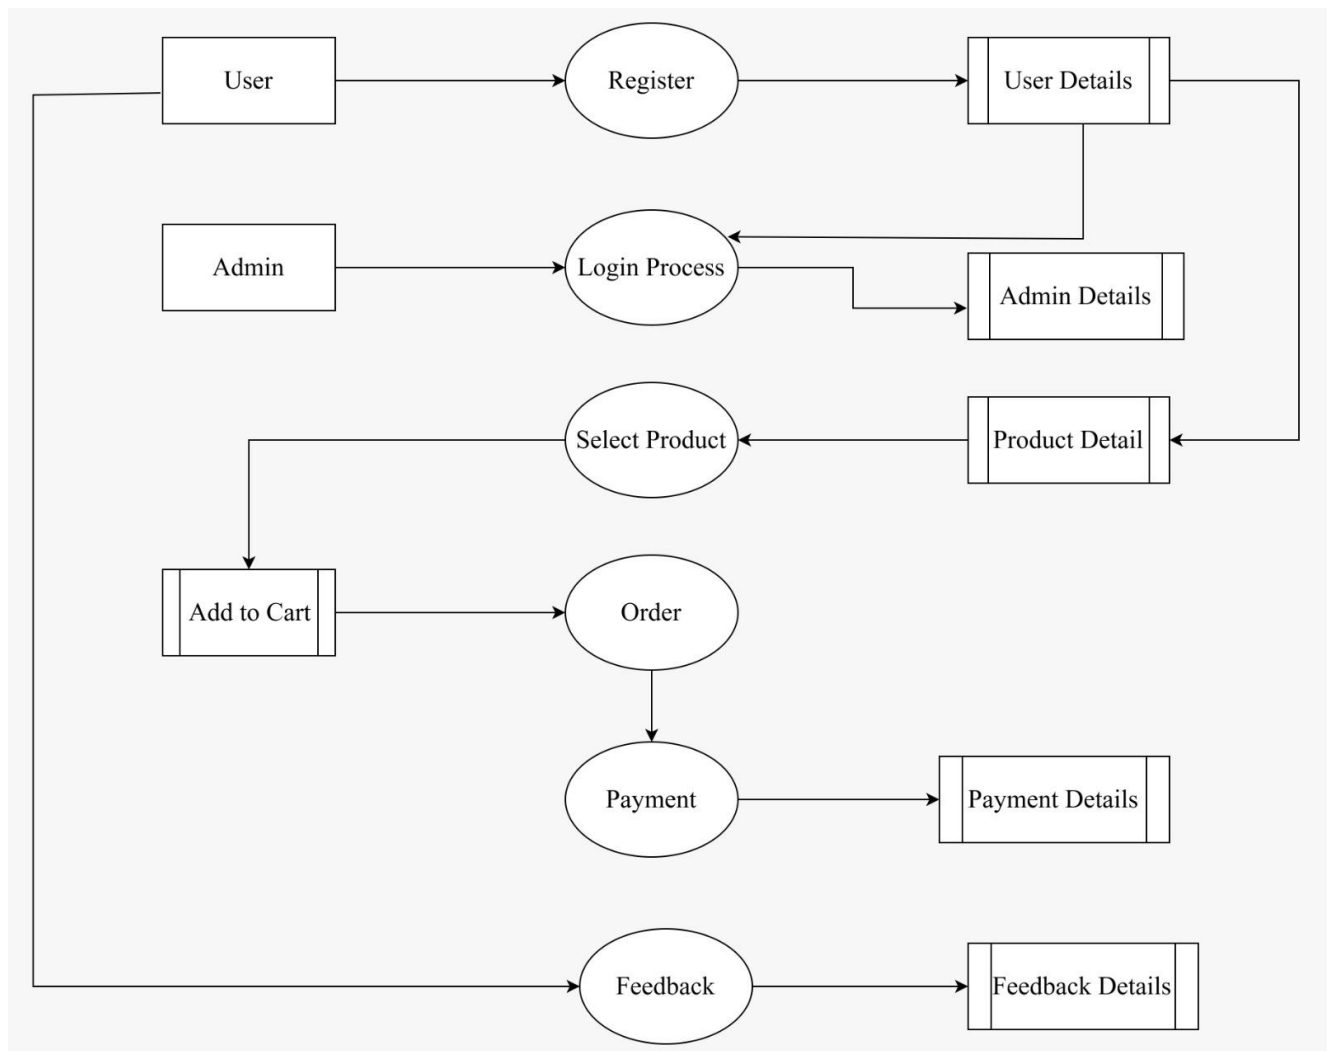 User
Register
User Details
Admin
Login Process
Admin Details
Select Product
Product Detail
Add to Cart
Order
Payment
Payment Details
Feedback
Feedback Details